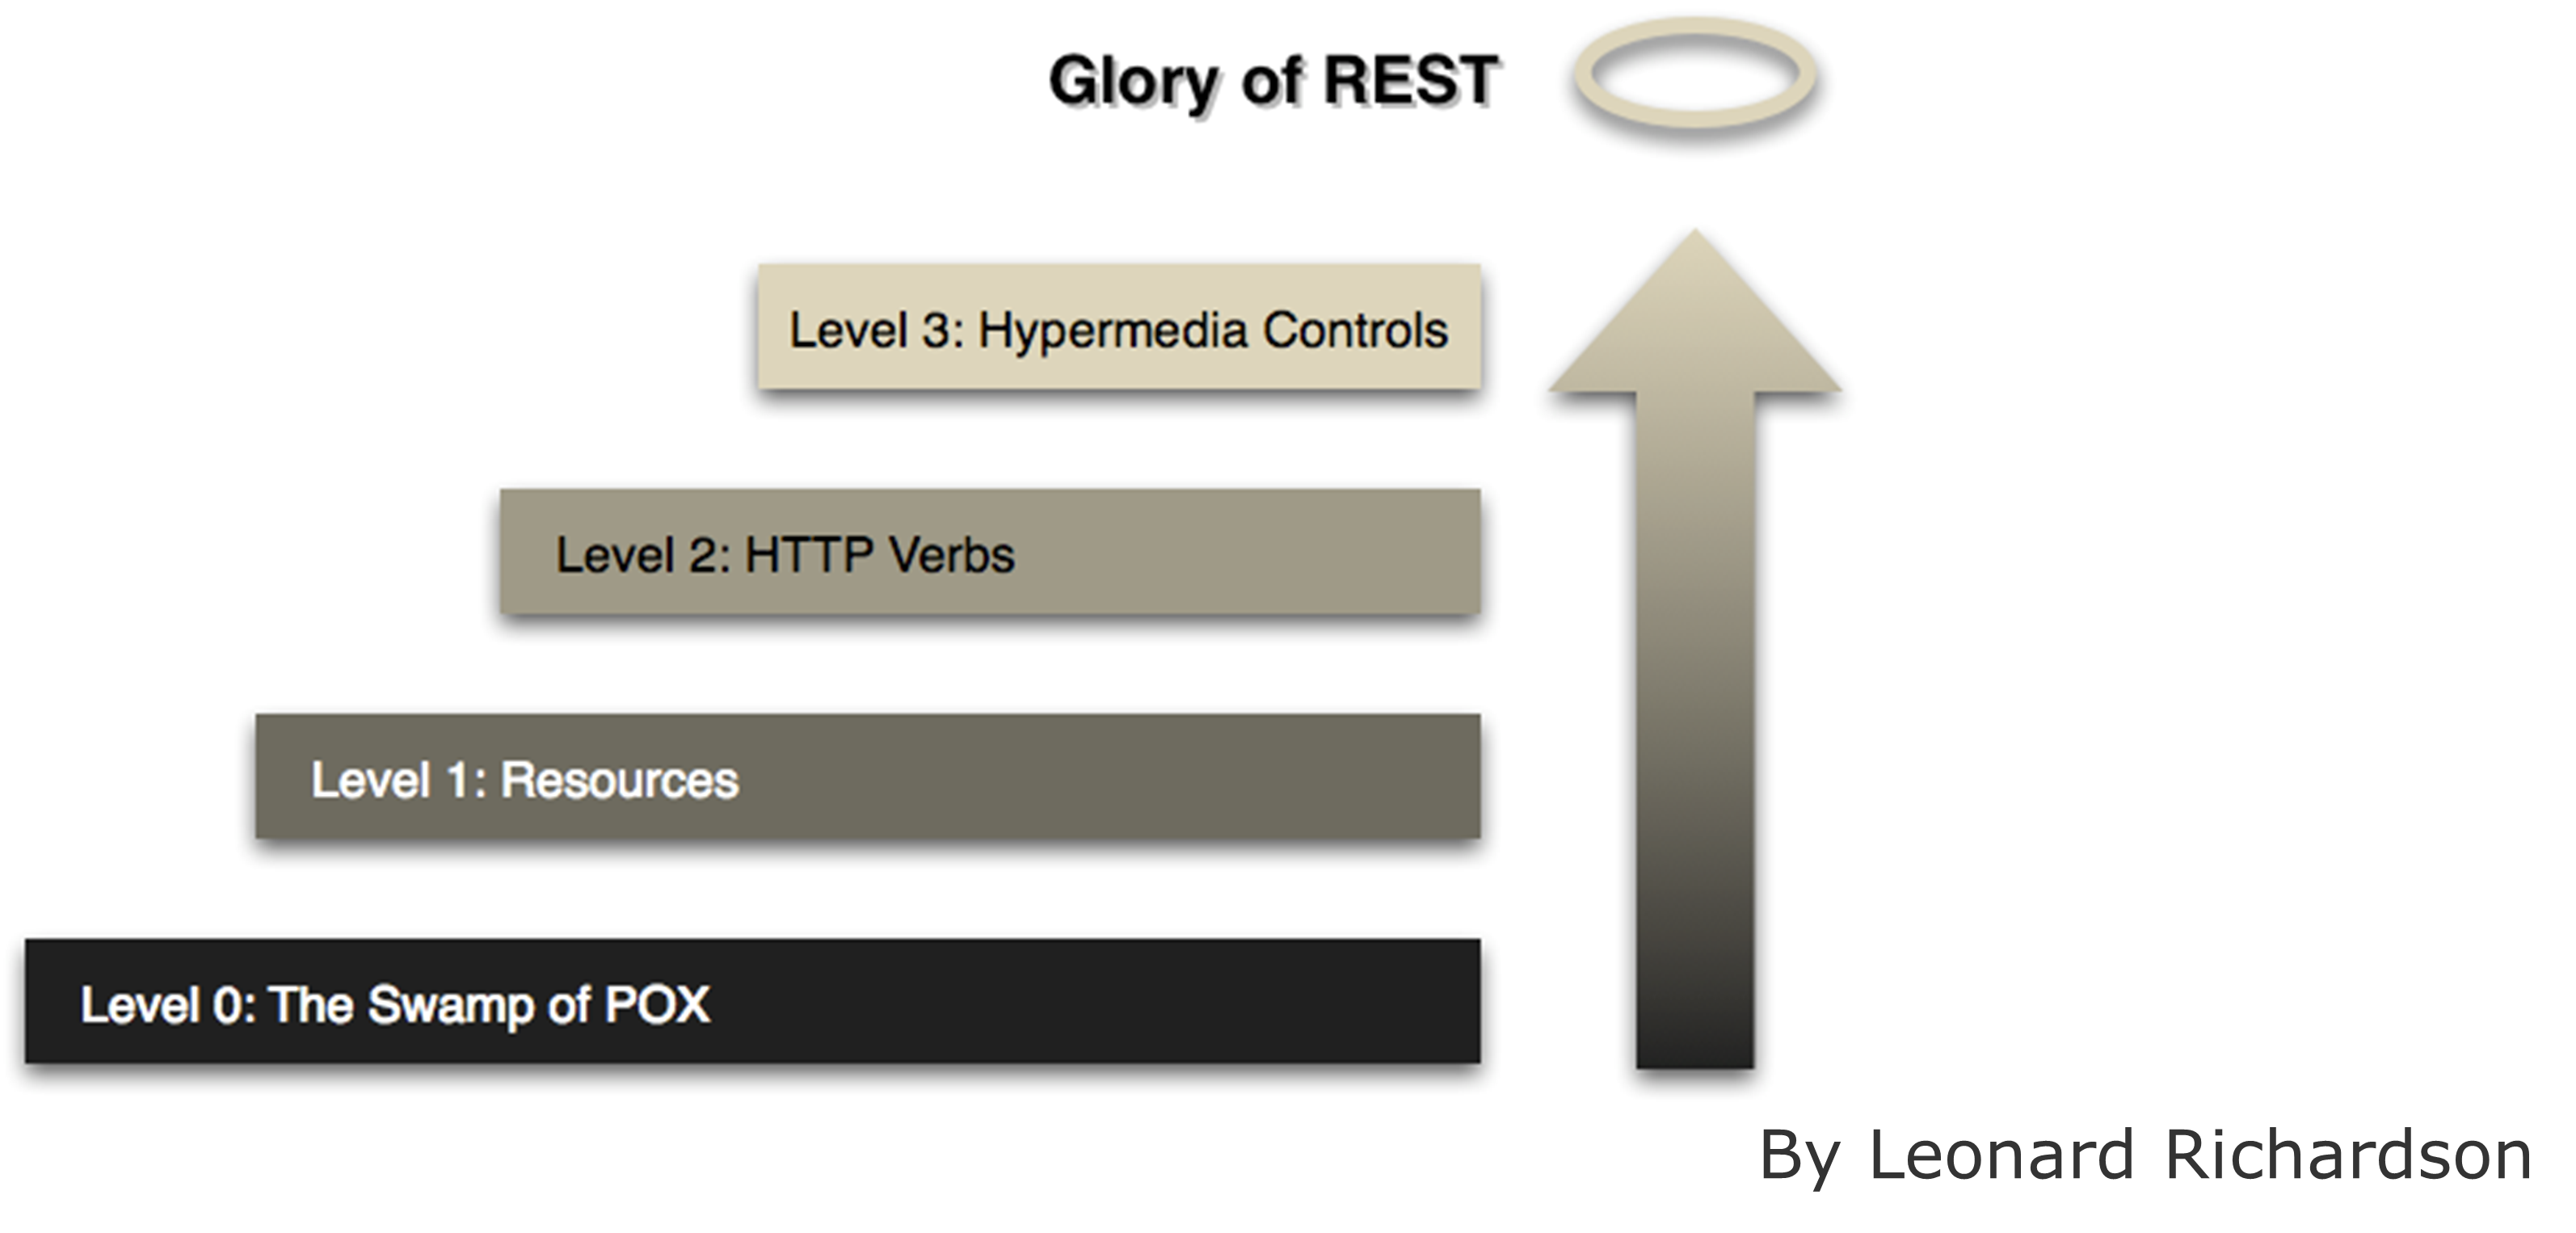 Glory of REST
Level 3: Hypermedia Controls
Level 2: HTTP Verbs
Level 1: Resources
Level 0: The Swamp of POX
By Leonard Richardson